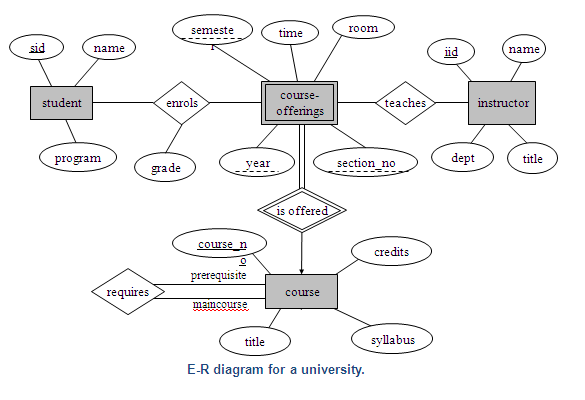 semeste
r
time
room
sid
name
iid
name
student
enrols
course-
offerings
teaches
instructor
program
grade
year
section_no
dept
title
is offered
course_n
o
prerequisite
credits
requires
course
maincourse
title
syllabus
E-R diagram for a university.